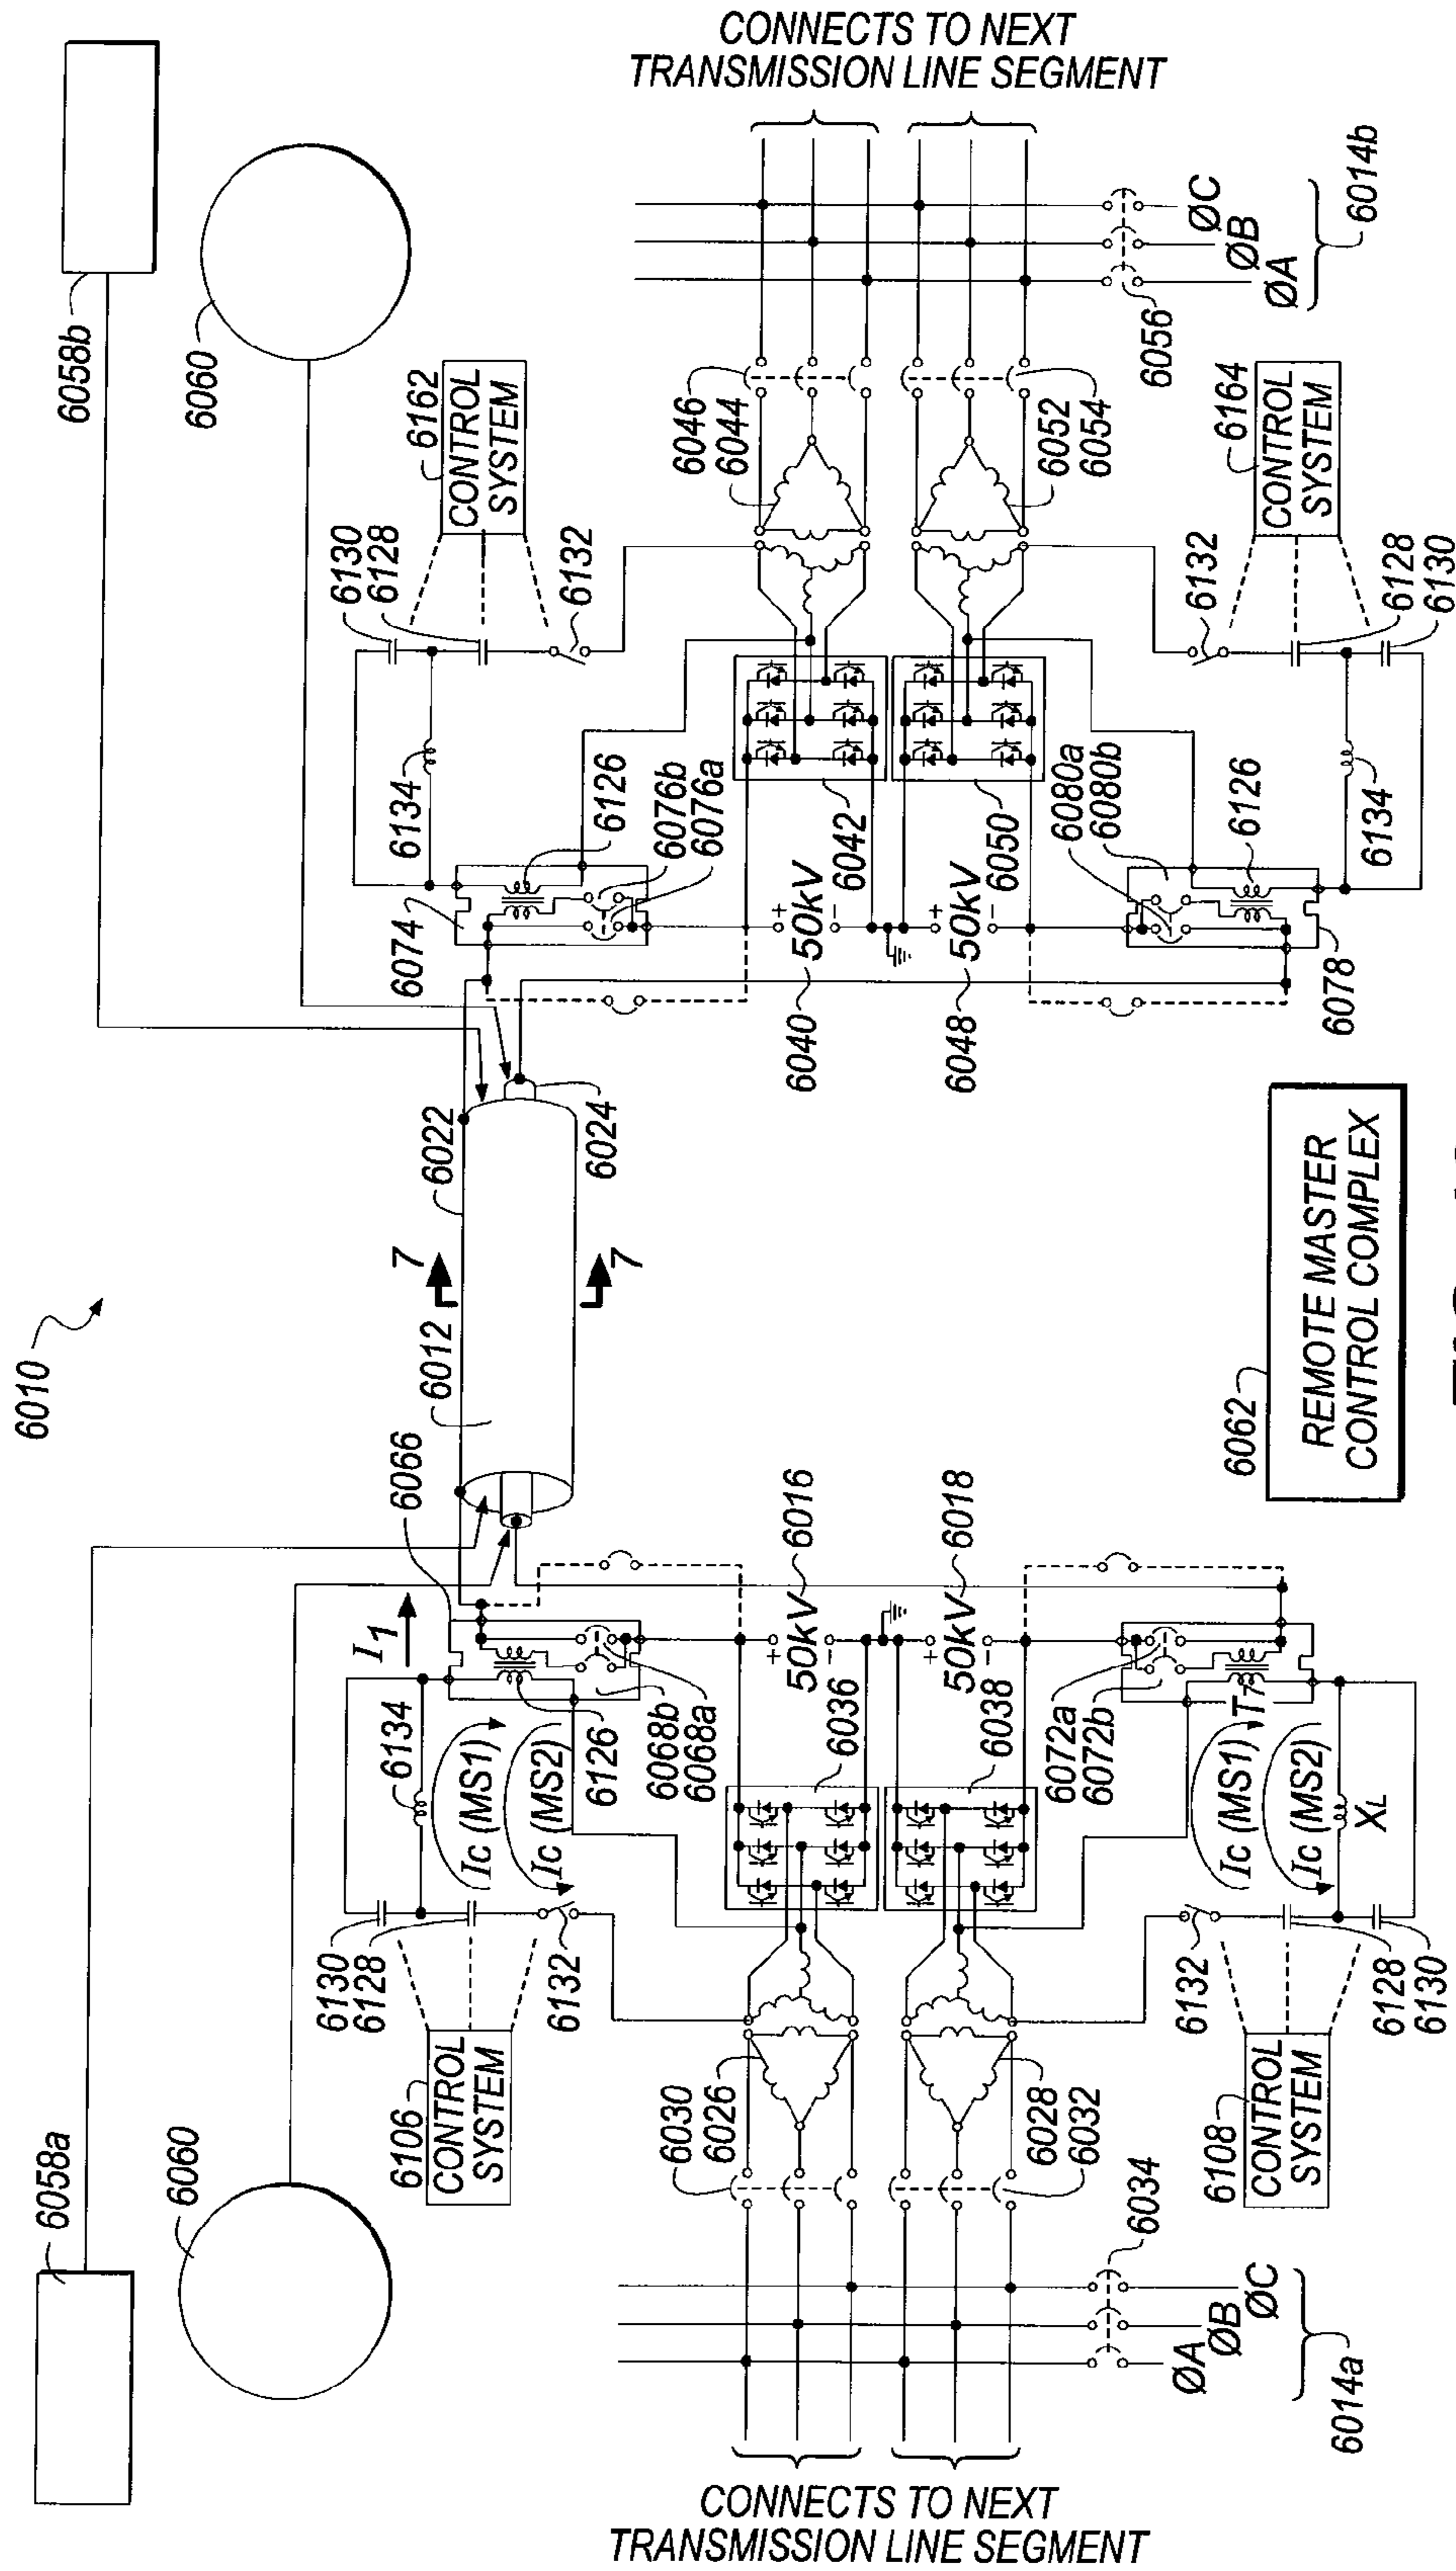 CONNECTS TO NEXT
TRANSMISSION LINE SEGMENT
6058b
6060
6014b
ØC
ØB
ØA
6056
6162
CONTROL
SYSTEM
6130
6128
6132
6046
6044
6052
6054
6164
CONTROL
SYSTEM
6132
6128
6130
6134
6126
6076b
6076a
6074
6042
50kV
+
-
6040
6050
50kV
+
-
6048
6080a
6080b
6126
6134
6078
6022
6024
7
7
6012
6010
6062
REMOTE MASTER
CONTROL COMPLEX
6066
I1
6134
Ic (MS1)
Ic (MS2)
6126
6068b
6068a
6016
50kV
+
-
6036
6018
50kV
+
-
6038
6072a
6072b
T7
Ic (MS1)
Ic (MS2)
XL
6130
6128
6132
6106
CONTROL
SYSTEM
6132
6128
6130
6108
CONTROL
SYSTEM
6030
6026
6028
6032
6034
6058a
6060
ØA
ØB
ØC
6014a
CONNECTS TO NEXT
TRANSMISSION LINE SEGMENT